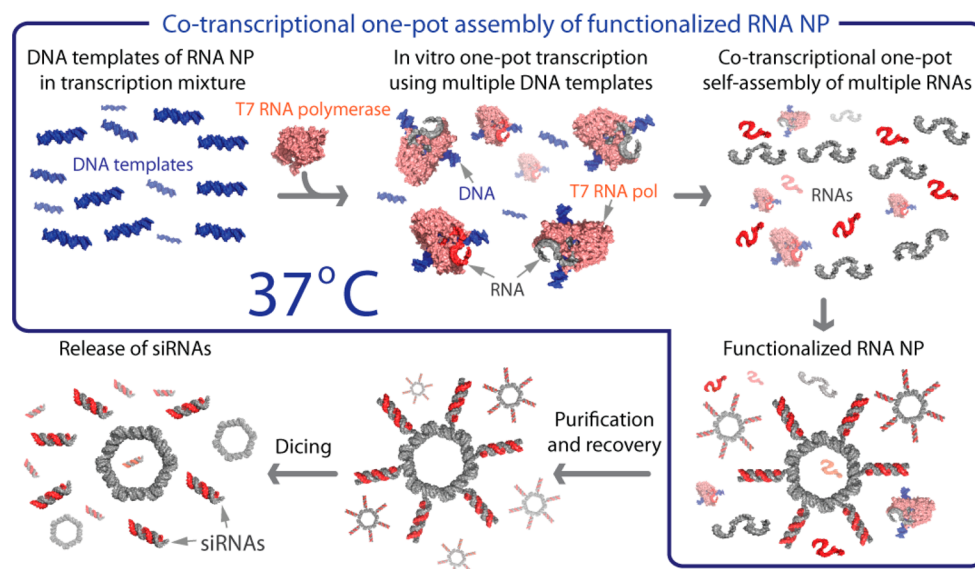 Co-transcriptional one-pot assembly of functionalized RNA NP
DNA templates of RNA NP
in transcription mixture
In vitro one-pot transcription
using multiple DNA templates
Co-transcriptional one-pot
self-assembly of multiple RNAs
T7 RNA polymerase
DNA templates
DNA
T7 RNA pol
RNAs
RNA
37°C
Release of siRNAs
Functionalized RNA NP
Purification
and recovery
Dicing
siRNAs